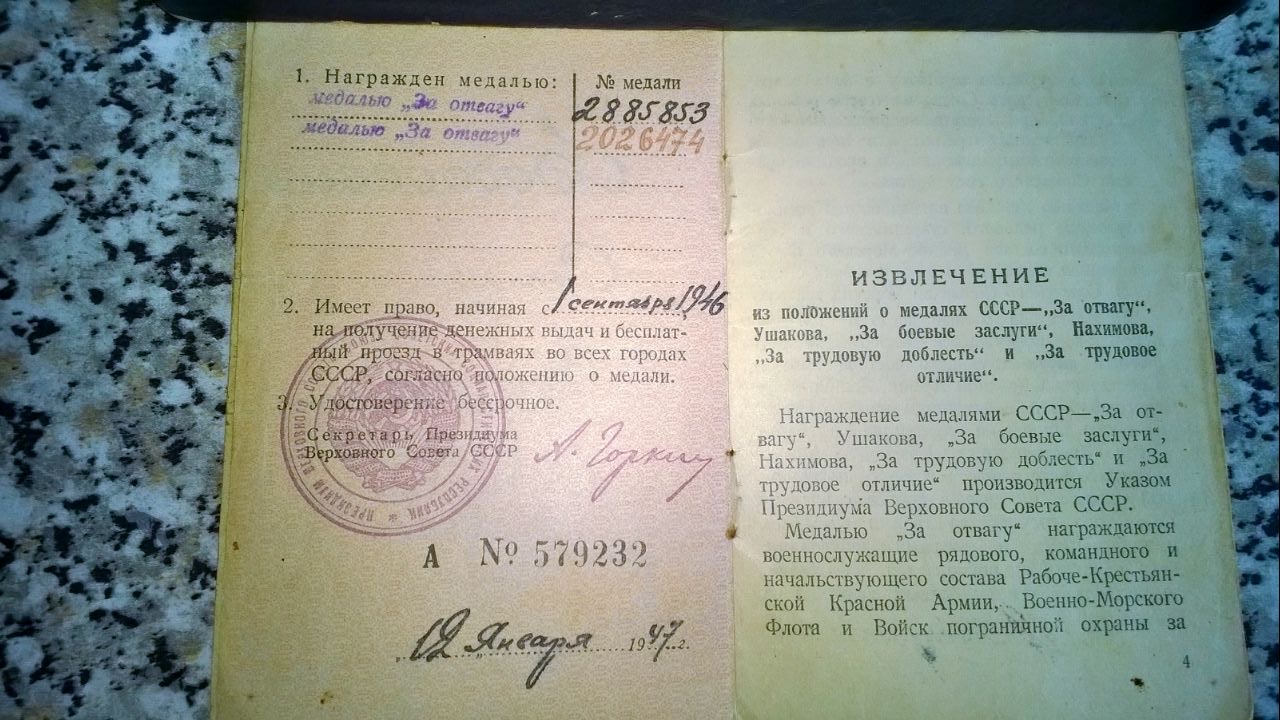 1. Награжден медалью: № медали
медалью „За отвагу“ 2885853
медалью „За отвагу“ 2026474
2. Имеет право, начиная с 1 сентября 1946
на получение денежных выдач и бесплат-
ный проезд в трамваях во всех городах
СССР, согласно положению о медали.
3. Удостоверение бессрочное.
Секретарь Президиума
Верховного Совета СССР А. Горкин
ПРЕЗИДИУМ ВЕРХОВНОГО РЕСПУБЛИК
А № 579232
12 Января 1947 г.
ИЗВЛЕЧЕНИЕ
из положений о медалях СССР—„За отвагу“,
Ушакова, „За боевые заслуги“, Нахимова,
„За трудовую доблесть“ и „За трудовое
отличие“.
Награждение медалями СССР—„За от-
вагу“, Ушакова, „За боевые заслуги“,
Нахимова, „За трудовую доблесть“ и „За
трудовое отличие“ производится Указом
Президиума Верховного Совета СССР.
Медалью „За отвагу“ награждаются
военнослужащие рядового, командного и
начальствующего состава Рабоче-Крестьян-
ской Красной Армии, Военно-Морского
Флота и Войск пограничной охраны за
4